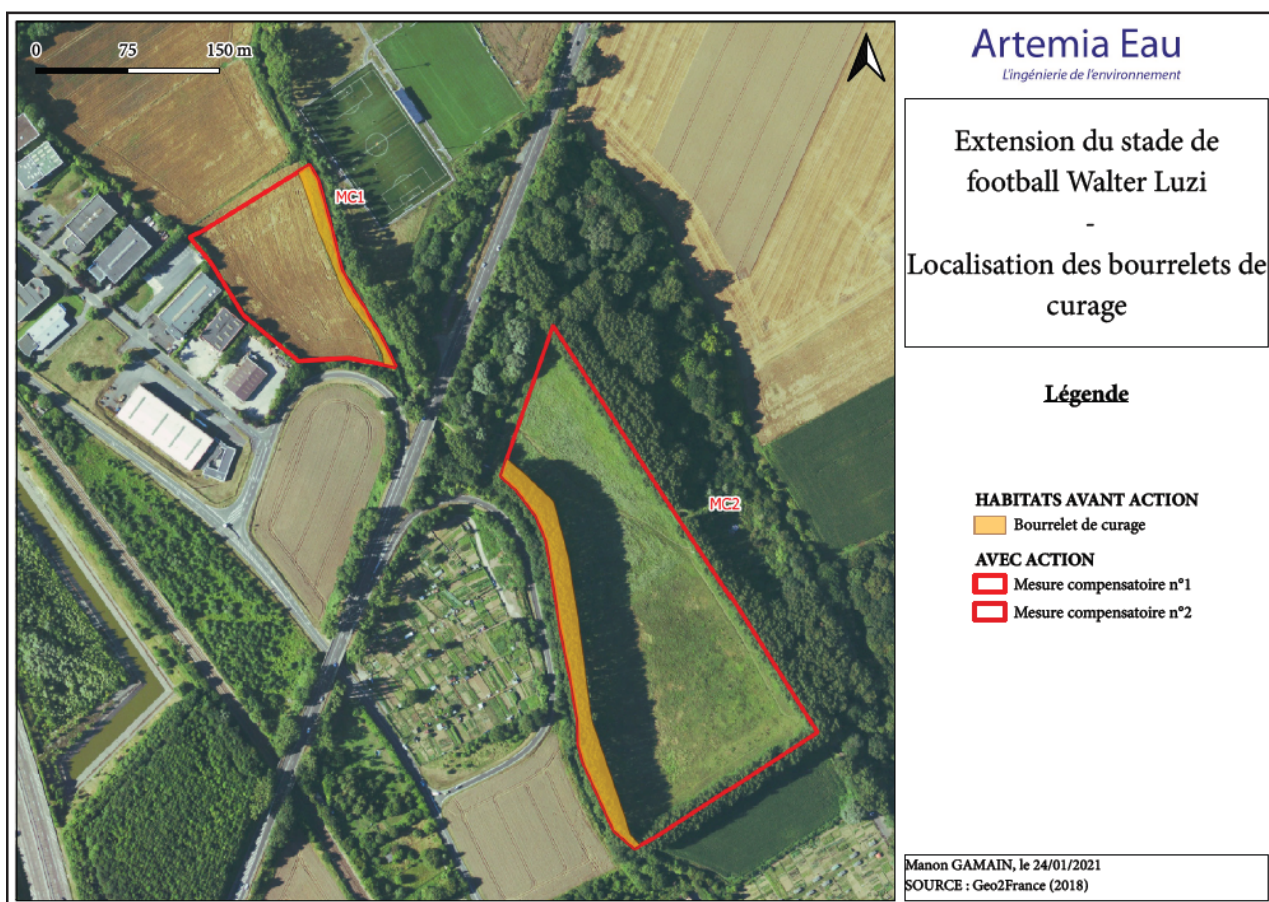 0 75 150 m
MC1
MC2
Artemia Eau
L'ingénierie de l'environnement
Extension du stade de
football Walter Luzi
-
Localisation des bourrelets de
curage
Légende
HABITATS AVANT ACTION
Bourrelet de curage
AVEC ACTION
Mesure compensatoire n°1
Mesure compensatoire n°2
Manon GAMAIN, le 24/01/2021
SOURCE : Geo2France (2018)